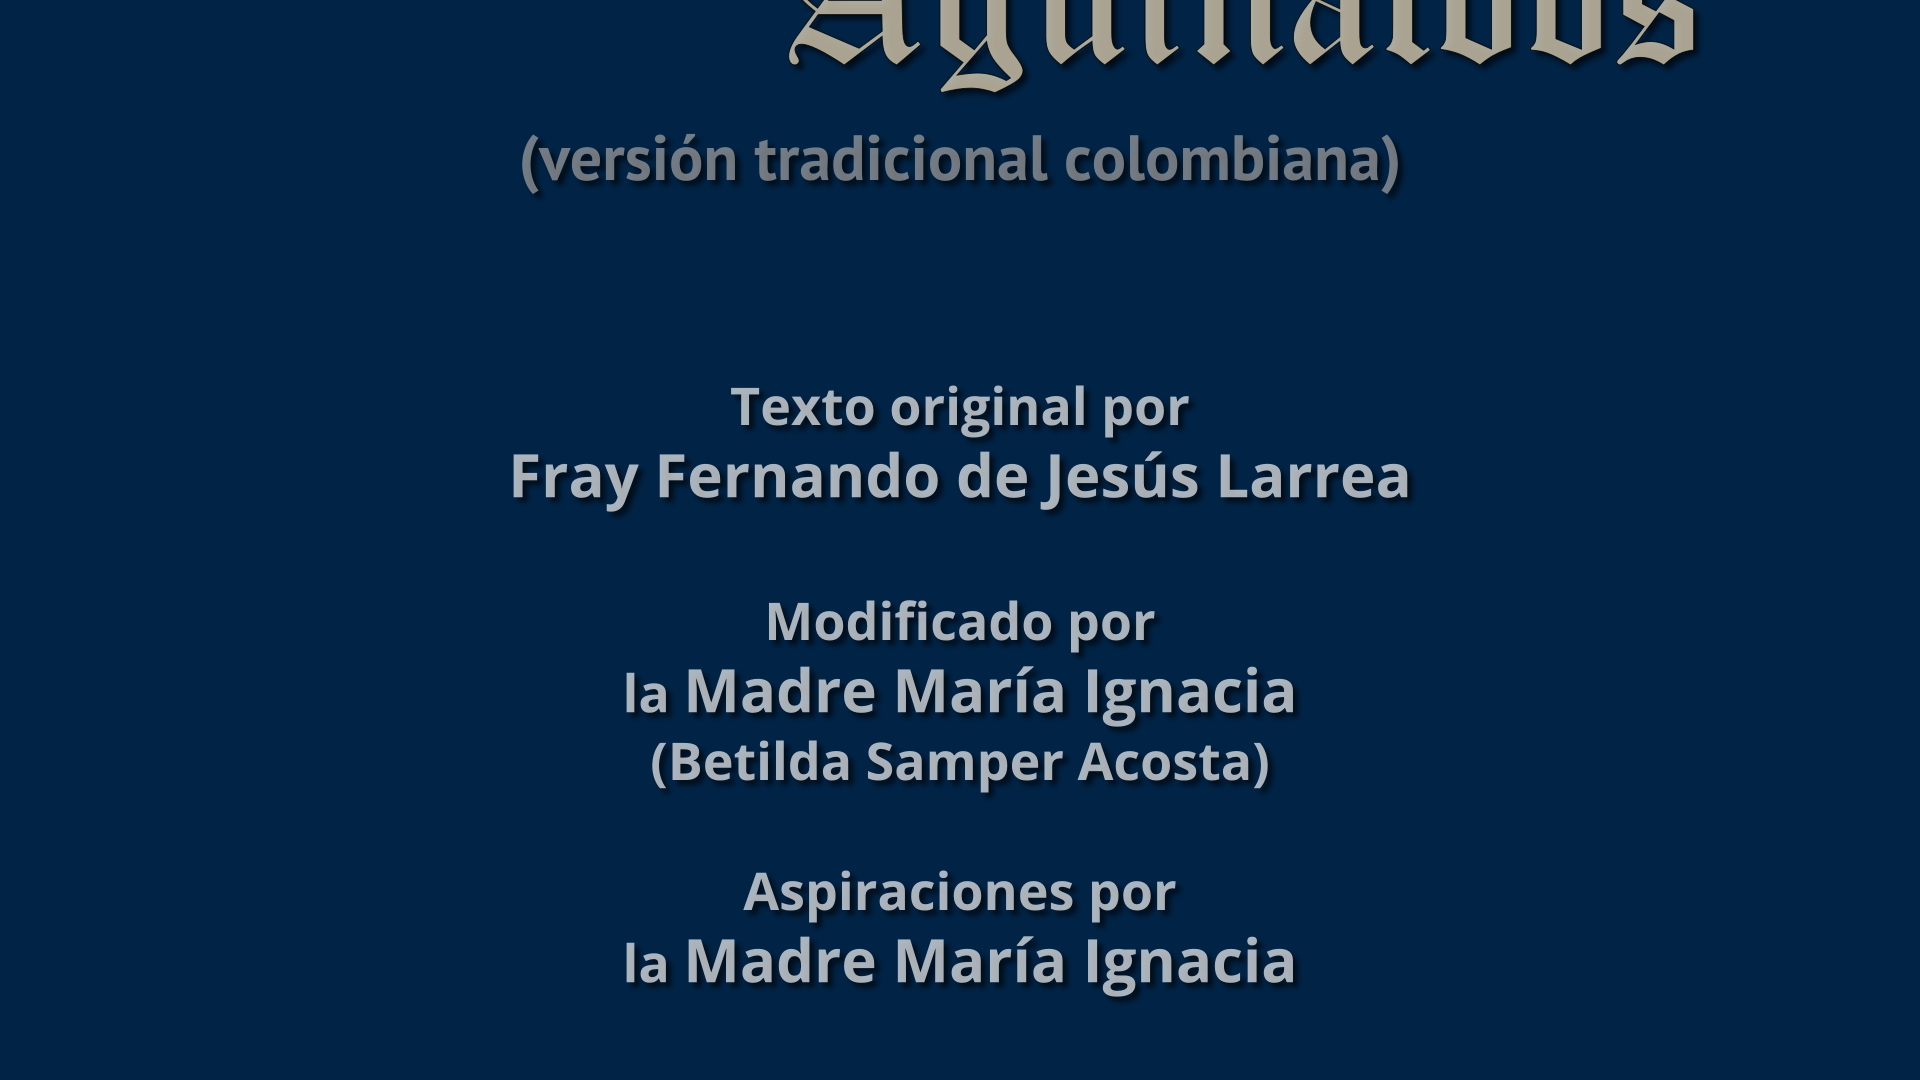 Aguinaldos
(versión tradicional colombiana)
Texto original por
Fray Fernando de Jesús Larrea
Modificado por
la Madre María Ignacia
(Betilda Samper Acosta)
Aspiraciones por
la Madre María Ignacia